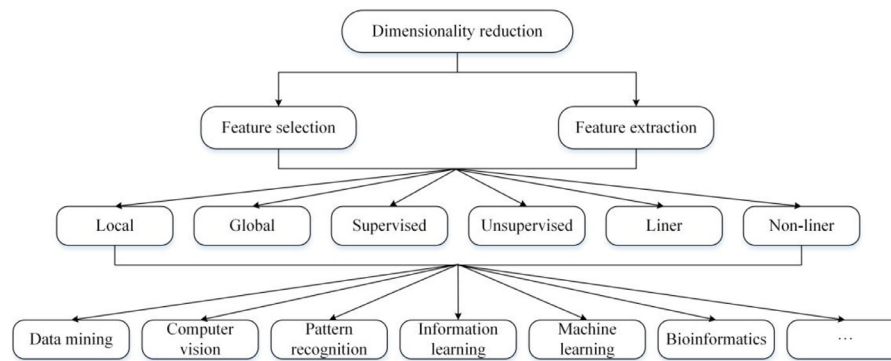 Dimensionality reduction
Feature selection
Feature extraction
Local
Global
Supervised
Unsupervised
Liner
Non-liner
Data mining
Computer
vision
Pattern
recognition
Information
learning
Machine
learning
Bioinformatics
…